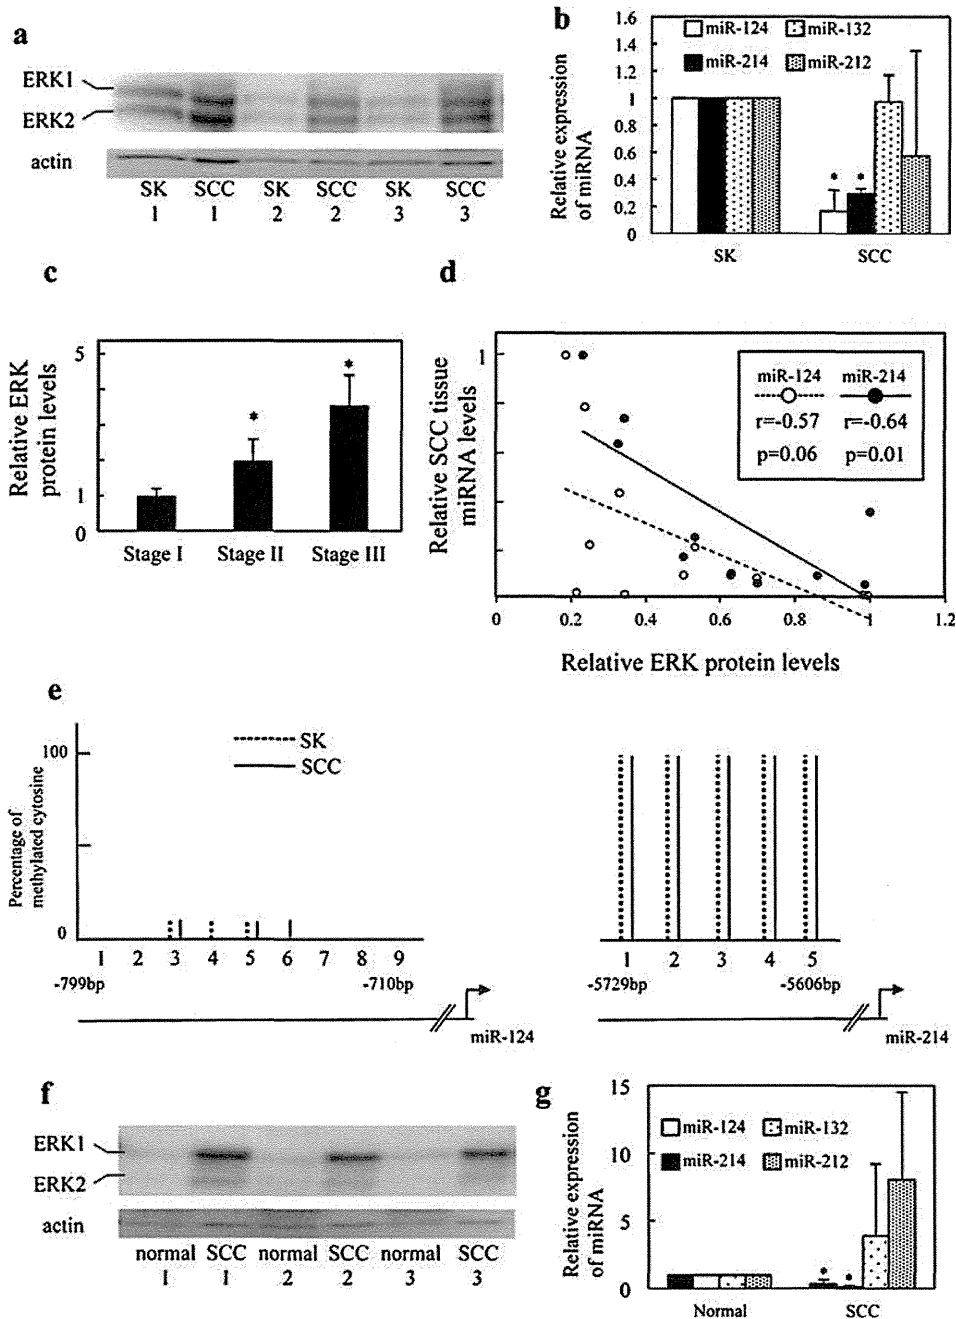 a
ERK1
ERK2
actin
SK SCC SK SCC SK SCC
1 1 2 2 3 3
b
Relative expression
of miRNA
1.6
1.4
1.2
1
0.8
0.6
0.4
0.2
0
miR-124 miR-132
miR-214 miR-212
* *
SK SCC
c
Relative ERK
protein levels
5
1
0
* *
Stage I Stage II Stage III
d
Relative SCC tissue
miRNA levels
1
miR-124 miR-214
r=-0.57 r=-0.64
p=0.06 p=0.01
0 0.2 0.4 0.6 0.8 1 1.2
Relative ERK protein levels
e
Percentage of
methylated cytosine
100
0
SK
SCC
1 2 3 4 5 6 7 8 9
-799bp -710bp
miR-124
1 2 3 4 5
-5729bp -5606bp
miR-214
f
ERK1
ERK2
actin
normal SCC normal SCC normal SCC
1 1 2 2 3 3
g
Relative expression
of miRNA
15
10
5
0
miR-124 miR-132
miR-214 miR-212
* *
Normal SCC